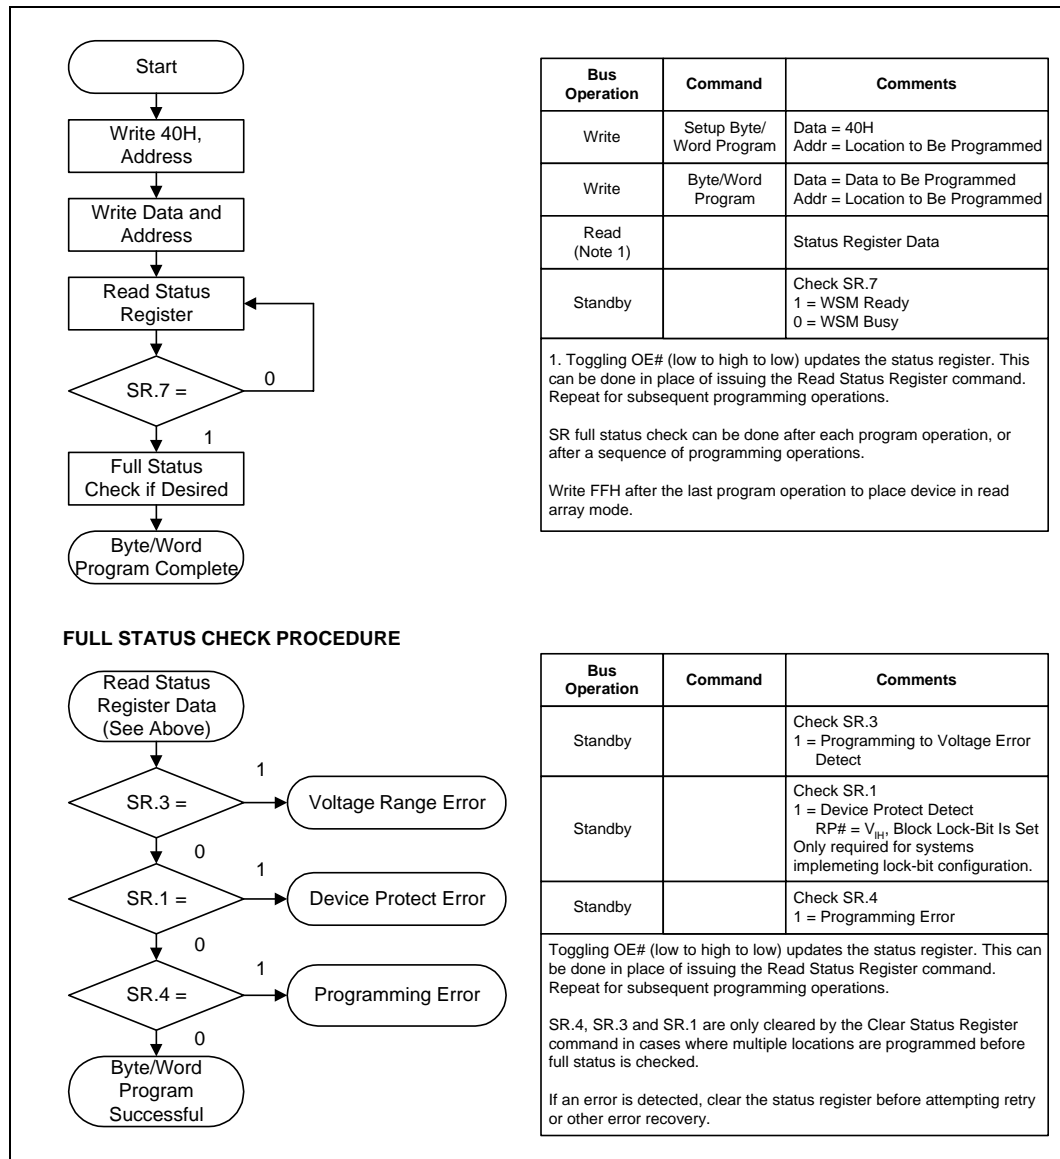 Start
Write 40H,
Address
Write Data and
Address
Read Status
Register
SR.7 =
0
1
Full Status
Check if Desired
Byte/Word
Program Complete
Bus
Operation
Command
Comments
Write
Setup Byte/
Word Program
Data = 40H
Addr = Location to Be Programmed
Write
Byte/Word
Program
Data = Data to Be Programmed
Addr = Location to Be Programmed
Read
(Note 1)
Status Register Data
Standby
Check SR.7
1 = WSM Ready
0 = WSM Busy
1. Toggling OE# (low to high to low) updates the status register. This
can be done in place of issuing the Read Status Register command.
Repeat for subsequent programming operations.
SR full status check can be done after each program operation, or
after a sequence of programming operations.
Write FFH after the last program operation to place device in read
array mode.
FULL STATUS CHECK PROCEDURE
Read Status
Register Data
(See Above)
SR.3 =
1
Voltage Range Error
0
SR.1 =
1
Device Protect Error
0
SR.4 =
1
Programming Error
0
Byte/Word
Program
Successful
Bus
Operation
Command
Comments
Standby
Check SR.3
1 = Programming to Voltage Error
Detect
Standby
Check SR.1
1 = Device Protect Detect
RP# = VIH, Block Lock-Bit Is Set
Only required for systems
implemeting lock-bit configuration.
Standby
Check SR.4
1 = Programming Error
Toggling OE# (low to high to low) updates the status register. This can
be done in place of issuing the Read Status Register command.
Repeat for subsequent programming operations.
SR.4, SR.3 and SR.1 are only cleared by the Clear Status Register
command in cases where multiple locations are programmed before
full status is checked.
If an error is detected, clear the status register before attempting retry
or other error recovery.